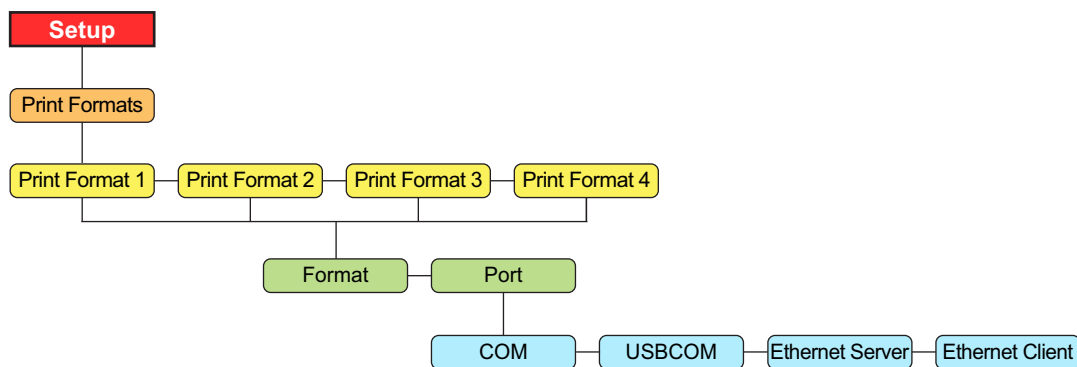 Setup
Print Formats
Print Format 1
Print Format 2
Print Format 3
Print Format 4
Format
Port
COM
USBCOM
Ethernet Server
Ethernet Client